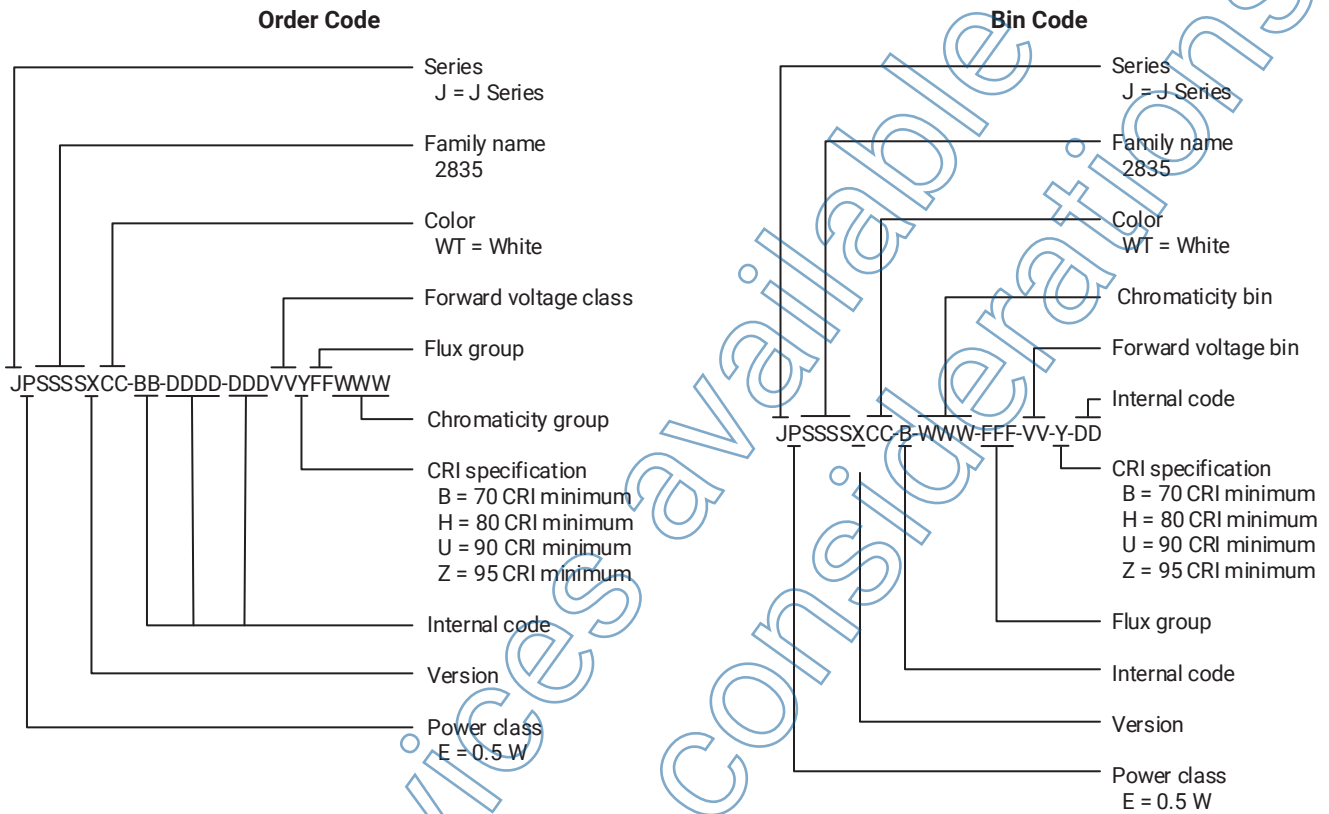 Order Code
Series
J = J Series
Family name
2835
Color
WT = White
Forward voltage class
Flux group
JPSSSSXCC-BB-DDDD-DDDVVYFFWWW
Chromaticity group
CRI specification
B = 70 CRI minimum
H = 80 CRI minimum
U = 90 CRI minimum
Z = 95 CRI minimum
Internal code
Version
Power class
E = 0.5 W
Bin Code
Series
J = J Series
Family name
2835
Color
WT = White
Chromaticity bin
Forward voltage bin
Internal code
JPSSSSXCC-B-WWW-FFF-VV-Y-DD
CRI specification
B = 70 CRI minimum
H = 80 CRI minimum
U = 90 CRI minimum
Z = 95 CRI minimum
Flux group
Internal code
Version
Power class
E = 0.5 W
vices available
considerations